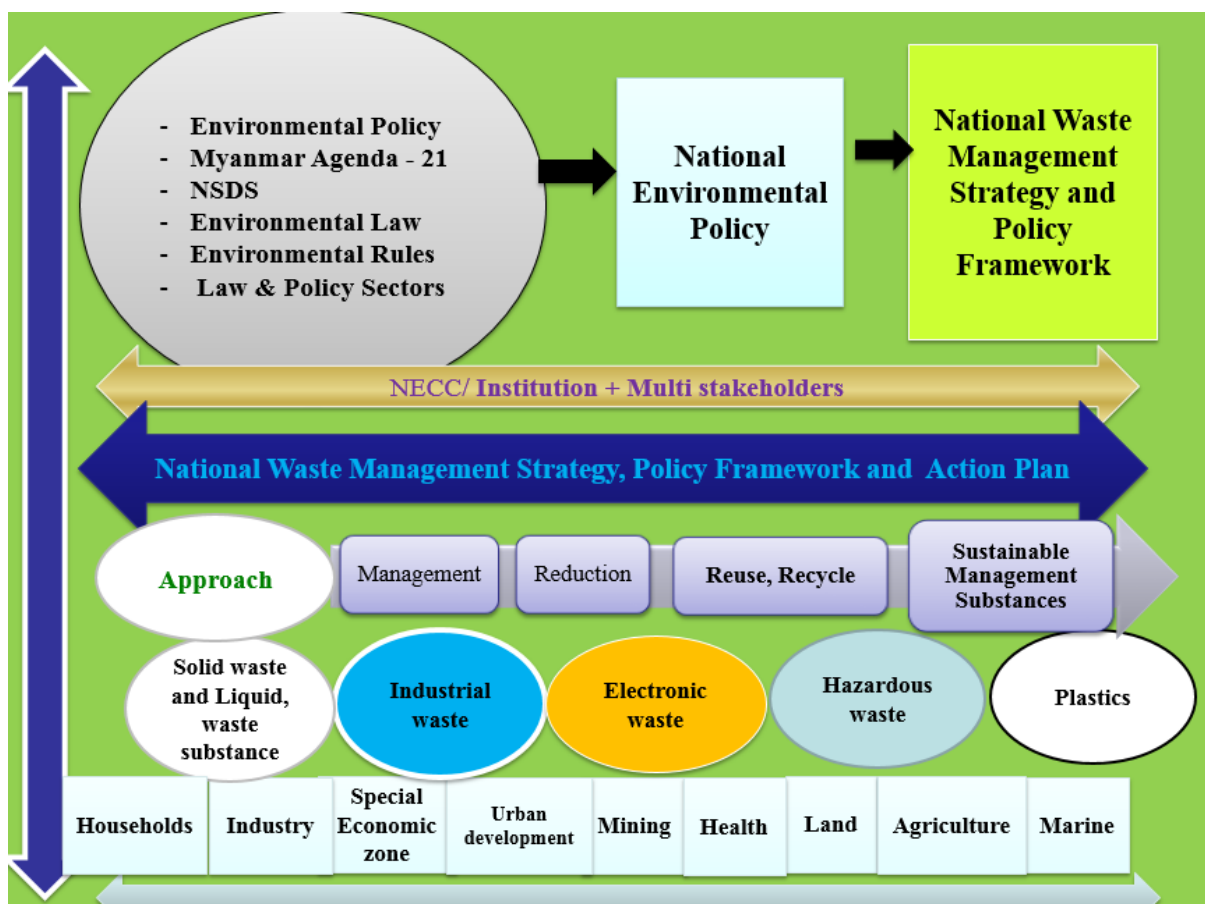 - Environmental Policy
- Myanmar Agenda - 21
- NSDS
- Environmental Law
- Environmental Rules
- Law & Policy Sectors
National
Environmental
Policy
National Waste
Management
Strategy and
Policy
Framework
NECC/ Institution + Multi stakeholders
National Waste Management Strategy, Policy Framework and Action Plan
Approach
Management
Reduction
Reuse, Recycle
Sustainable
Management
Substances
Solid waste
and Liquid,
waste
substance
Industrial
waste
Electronic
waste
Hazardous
waste
Plastics
Households
Industry
Special
Economic
zone
Urban
development
Mining
Health
Land
Agriculture
Marine